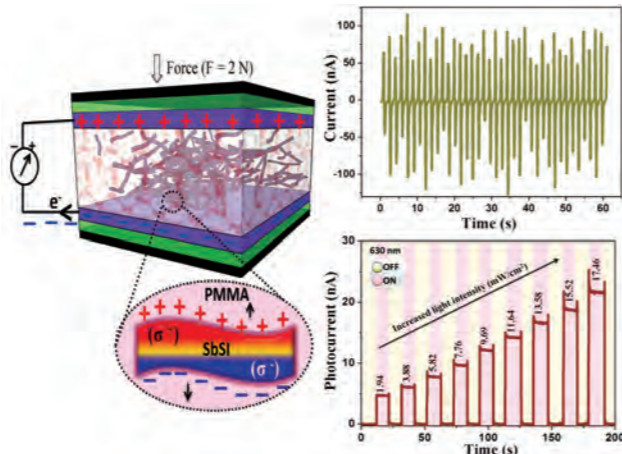 Force (F = 2 N)
+ + + + + + + + + +
- +
e-
PMMA
+ + + + + + + +
(σ-)
SbSI
(σ-)
Current (nA)
100
50
0
-50
-100
0 10 20 30 40 50 60
Time (s)
630 nm
OFF
ON
Increased light intensity (mW/cm²)
1.94
3.88
5.82
7.76
9.69
11.64
13.58
15.52
17.46
Photocurrent (nA)
30
20
10
0
0 50 100 150 200
Time (s)